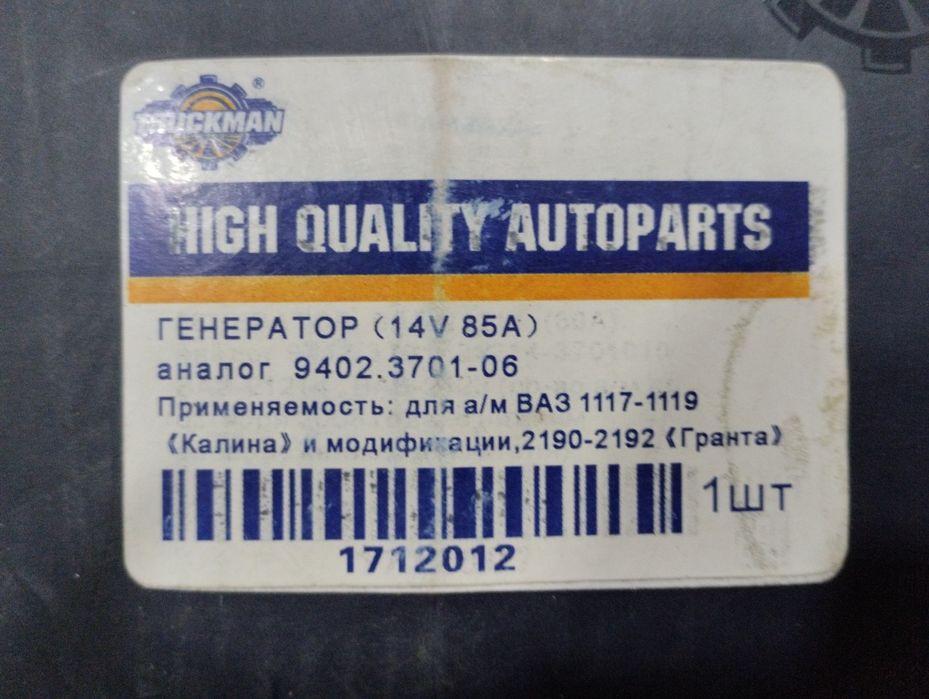 ®
HIGH QUALITY AUTOPARTS
ГЕНЕРАТОР (14V 85A)
аналог 9402.3701-06
Применяемость: для а/м ВАЗ 1117-1119
《Калина》 и модификации,2190-2192 《Гранта》
1шт
1712012